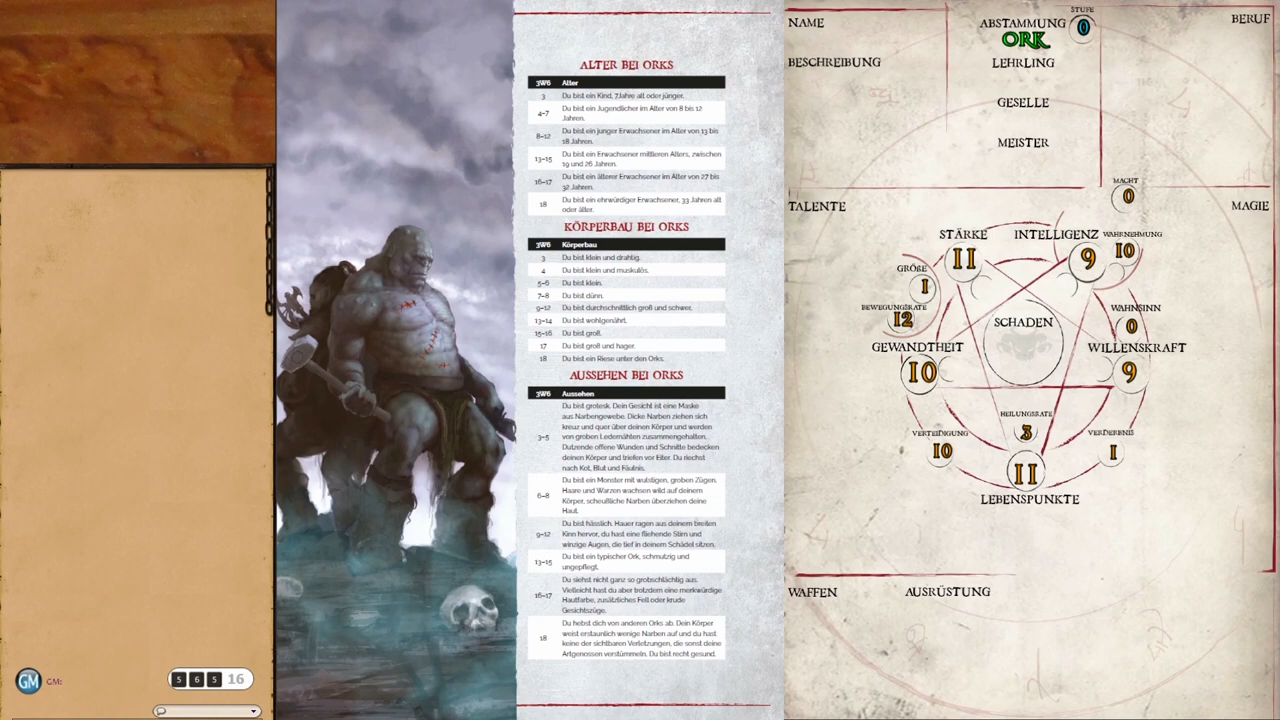 GM
GM:
5 6 5 16
ALTER BEI ORKS
3W6 Alter
3 Du bist ein Kind, 7Jahre alt oder jünger.
4–7 Du bist ein Jugendlicher im Alter von 8 bis 12
Jahren.
8–12 Du bist ein junger Erwachsener im Alter von 13 bis
18 Jahren.
13–15 Du bist ein Erwachsener mittleren Alters, zwischen
19 und 26 Jahren.
16–17 Du bist ein älterer Erwachsener im Alter von 27 bis
32 Jahren.
18 Du bist ein ehrwürdiger Erwachsener, 33 Jahren alt
oder älter.
KÖRPERBAU BEI ORKS
3W6 Körperbau
3 Du bist klein und drahtig.
4 Du bist klein und muskulös.
5–6 Du bist klein.
7–8 Du bist dünn.
9–12 Du bist durchschnittlich groß und schwer.
13–14 Du bist wohlgenährt.
15–16 Du bist groß.
17 Du bist groß und hager.
18 Du bist ein Riese unter den Orks.
AUSSEHEN BEI ORKS
3W6 Aussehen
3–5 Du bist grotesk. Dein Gesicht ist eine Maske
aus Narbengewebe. Dicke Narben ziehen sich
kreuz und quer über deinen Körper und werden
von groben Ledernähten zusammengehalten.
Dutzende offene Wunden und Schnitte bedecken
deinen Körper und triefen vor Eiter. Du riechst
nach Kot, Blut und Fäulnis.
6–8 Du bist ein Monster mit wulstigen, groben Zügen.
Haare und Warzen wachsen wild auf deinem
Körper, scheußliche Narben überziehen deine
Haut.
9–12 Du bist hässlich. Hauer ragen aus deinem breiten
Kinn hervor, du hast eine fliehende Stirn und
winzige Augen, die tief in deinem Schädel sitzen.
13–15 Du bist ein typischer Ork, schmutzig und
ungepflegt.
16–17 Du siehst nicht ganz so grobschlächtig aus.
Vielleicht hast du aber trotzdem eine merkwürdige
Hautfarbe, zusätzliches Fell oder krude
Gesichtszüge.
18 Du hebst dich von anderen Orks ab. Dein Körper
weist erstaunlich wenige Narben auf und du hast
keine der sichtbaren Verletzungen, die sonst deine
Artgenossen verstümmeln. Du bist recht gesund.
NAME
ABSTAMMUNG
ORK
STUFE
0
BERUF
BESCHREIBUNG
LEHRLING
GESELLE
MEISTER
MACHT
0
TALENTE
MAGIE
STÄRKE
11
INTELLIGENZ
9
WAHRNEHMUNG
10
GRÖẞE
1
BEWEGUNGSRATE
12
SCHADEN
WAHNSINN
0
GEWANDTHEIT
10
WILLENSKRAFT
9
HEILUNGSRATE
3
VERTEIDIGUNG
10
VERDERBNIS
1
11
LEBENSPUNKTE
WAFFEN
AUSRÜSTUNG